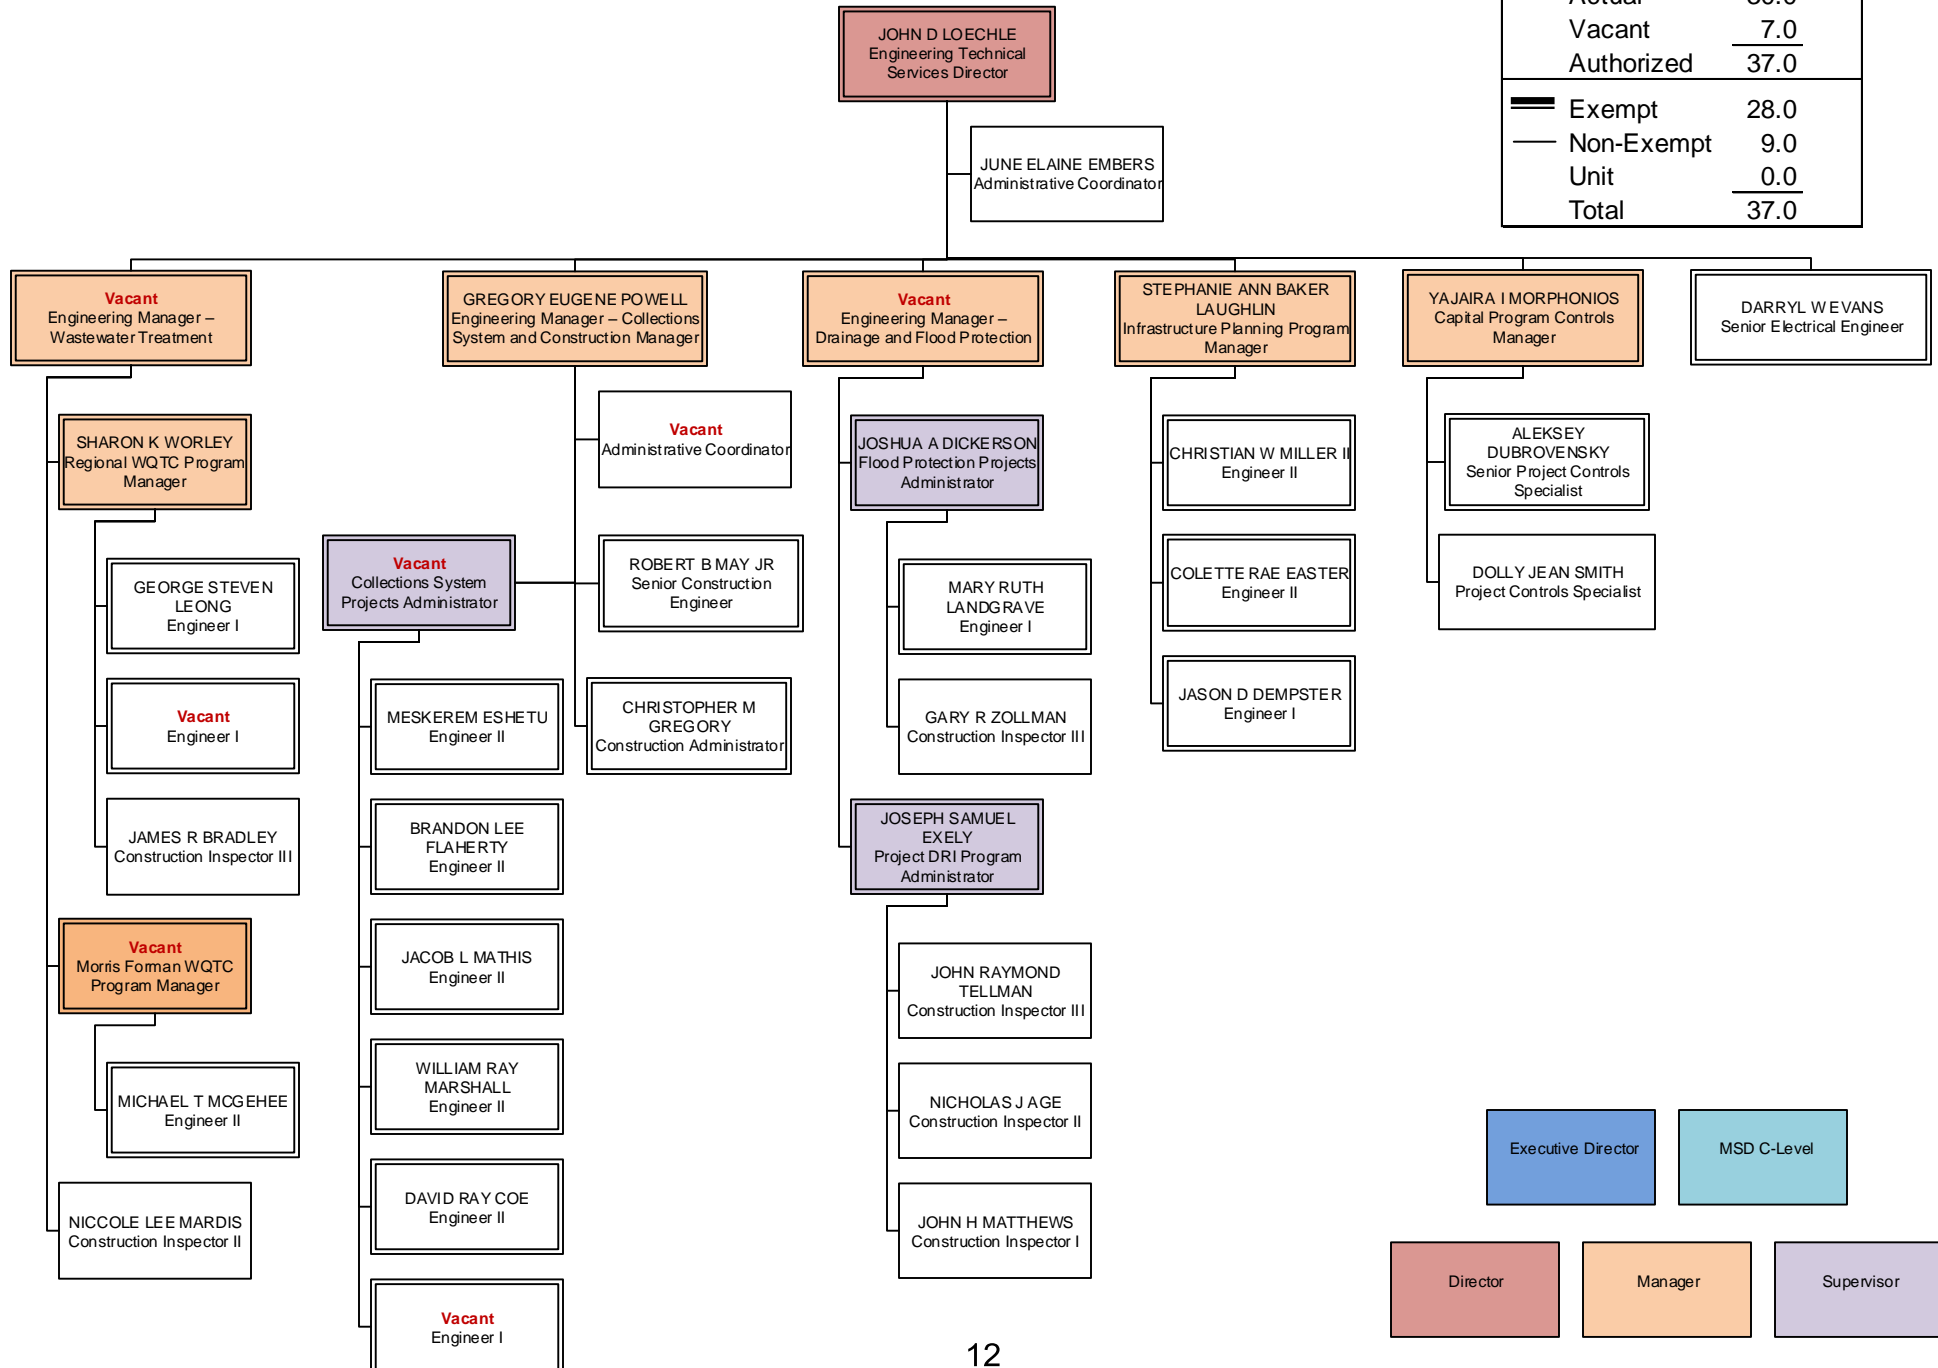 Vacant 7.0
Authorized 37.0
Exempt 28.0
Non-Exempt 9.0
Unit 0.0
Total 37.0
JOHN D LOECHLE
Engineering Technical
Services Director
JUNE ELAINE EMBERS
Administrative Coordinator
Vacant
Engineering Manager –
Wastewater Treatment
GREGORY EUGENE POWELL
Engineering Manager – Collections
System and Construction Manager
Vacant
Engineering Manager –
Drainage and Flood Protection
STEPHANIE ANN BAKER
LAUGHLIN
Infrastructure Planning Program
Manager
YAJAIRA I MORPHONIOS
Capital Program Controls
Manager
DARRYL W EVANS
Senior Electrical Engineer
SHARON K WORLEY
Regional WQTC Program
Manager
GEORGE STEVEN
LEONG
Engineer I
Vacant
Engineer I
JAMES R BRADLEY
Construction Inspector III
Vacant
Morris Forman WQTC
Program Manager
MICHAEL T MCGEHEE
Engineer II
NICCOLE LEE MARDIS
Construction Inspector II
Vacant
Administrative Coordinator
Vacant
Collections System
Projects Administrator
ROBERT B MAY JR
Senior Construction
Engineer
CHRISTOPHER M
GREGORY
Construction Administrator
MESKEREM ESHETU
Engineer II
BRANDON LEE
FLAHERTY
Engineer II
JACOB L MATHIS
Engineer II
WILLIAM RAY
MARSHALL
Engineer II
DAVID RAY COE
Engineer II
Vacant
Engineer I
JOSHUA A DICKERSON
Flood Protection Projects
Administrator
MARY RUTH
LANDGRAVE
Engineer I
GARY R ZOLLMAN
Construction Inspector III
JOSEPH SAMUEL
EXELY
Project DRI Program
Administrator
JOHN RAYMOND
TELLMAN
Construction Inspector III
NICHOLAS J AGE
Construction Inspector II
JOHN H MATTHEWS
Construction Inspector I
CHRISTIAN W MILLER II
Engineer II
COLETTE RAE EASTER
Engineer II
JASON D DEMPSTER
Engineer I
ALEKSEY
DUBROVENSKY
Senior Project Controls
Specialist
DOLLY JEAN SMITH
Project Controls Specialist
Executive Director
MSD C-Level
Director
Manager
Supervisor
12